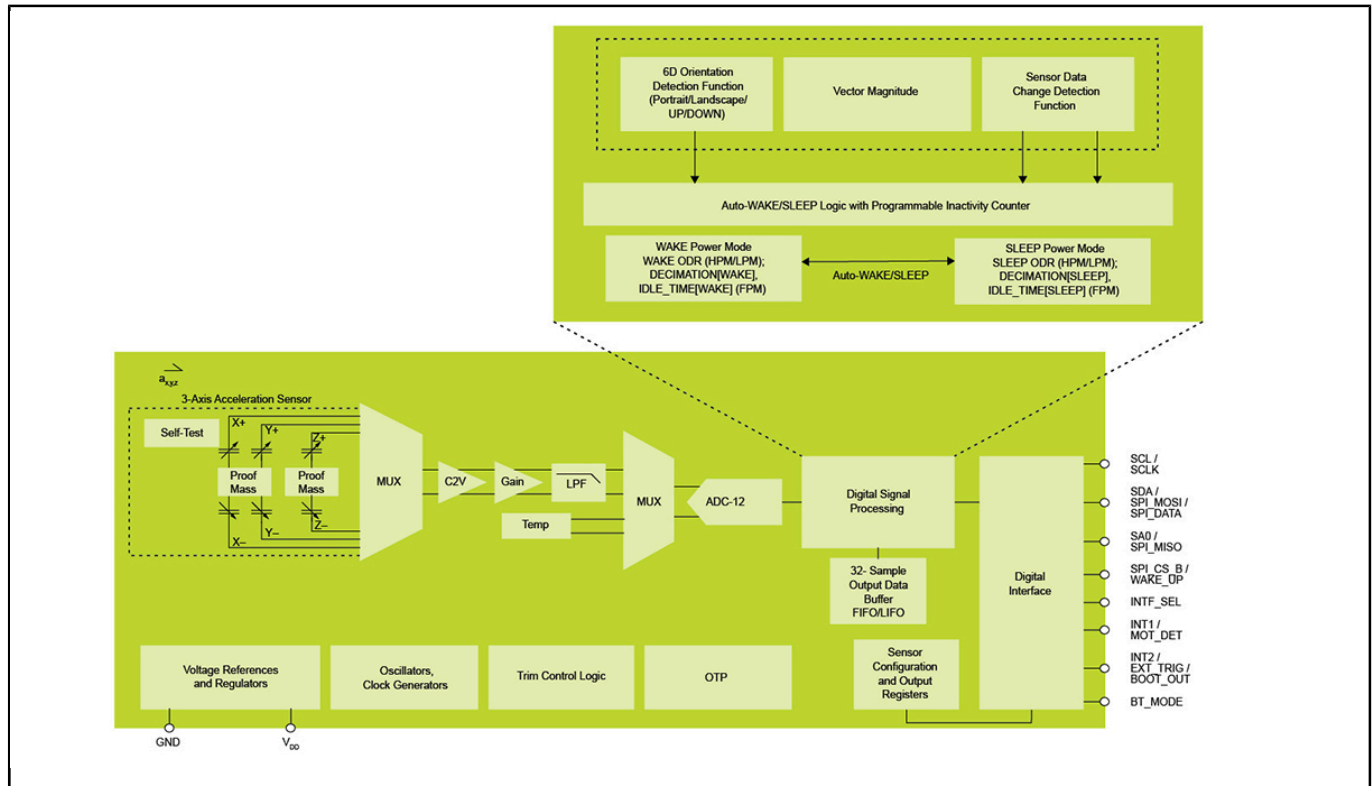 6D Orientation
Detection Function
(Portrait/Landscape/
UP/DOWN)
Vector Magnitude
Sensor Data
Change Detection
Function
Auto-WAKE/SLEEP Logic with Programmable Inactivity Counter
WAKE Power Mode
WAKE ODR (HPM/LPM);
DECIMATION[WAKE],
IDLE_TIME[WAKE] (FPM)
Auto-WAKE/SLEEP
SLEEP Power Mode
SLEEP ODR (HPM/LPM);
DECIMATION[SLEEP],
IDLE_TIME[SLEEP] (FPM)
axyz
3-Axis Acceleration Sensor
Self-Test
X+
Y+
Z+
Proof
Mass
Proof
Mass
X–
Y–
Z–
MUX
C2V
Gain
LPF
Temp
MUX
ADC-12
Digital Signal
Processing
32- Sample
Output Data
Buffer
FIFO/LIFO
Digital
Interface
SCL /
SCLK
SDA /
SPI_MOSI /
SPI_DATA
SA0 /
SPI_MISO
SPI_CS_B /
WAKE_UP
INTF_SEL
INT1 /
MOT_DET
INT2 /
EXT_TRIG /
BOOT_OUT
BT_MODE
Voltage References
and Regulators
Oscillators,
Clock Generators
Trim Control Logic
OTP
Sensor
Configuration
and Output
Registers
GND
VDD